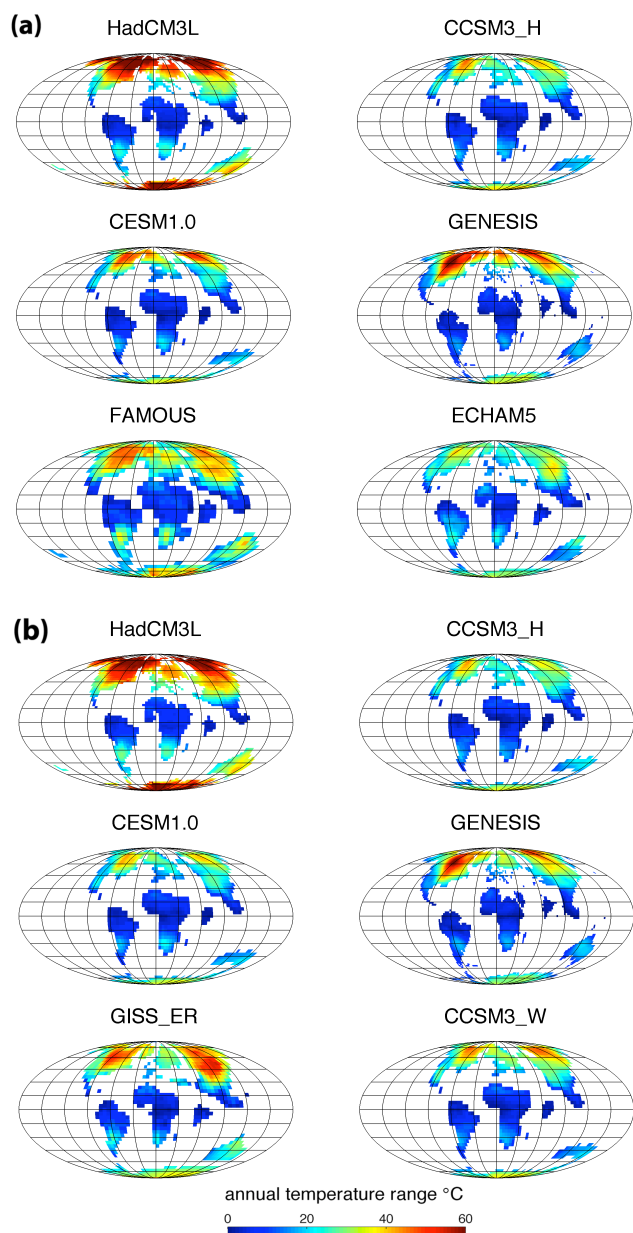 (a)
HadCM3L
CCSM3_H
CESM1.0
GENESIS
FAMOUS
ECHAM5
(b)
HadCM3L
CCSM3_H
CESM1.0
GENESIS
GISS_ER
CCSM3_W
annual temperature range °C
0 20 40 60